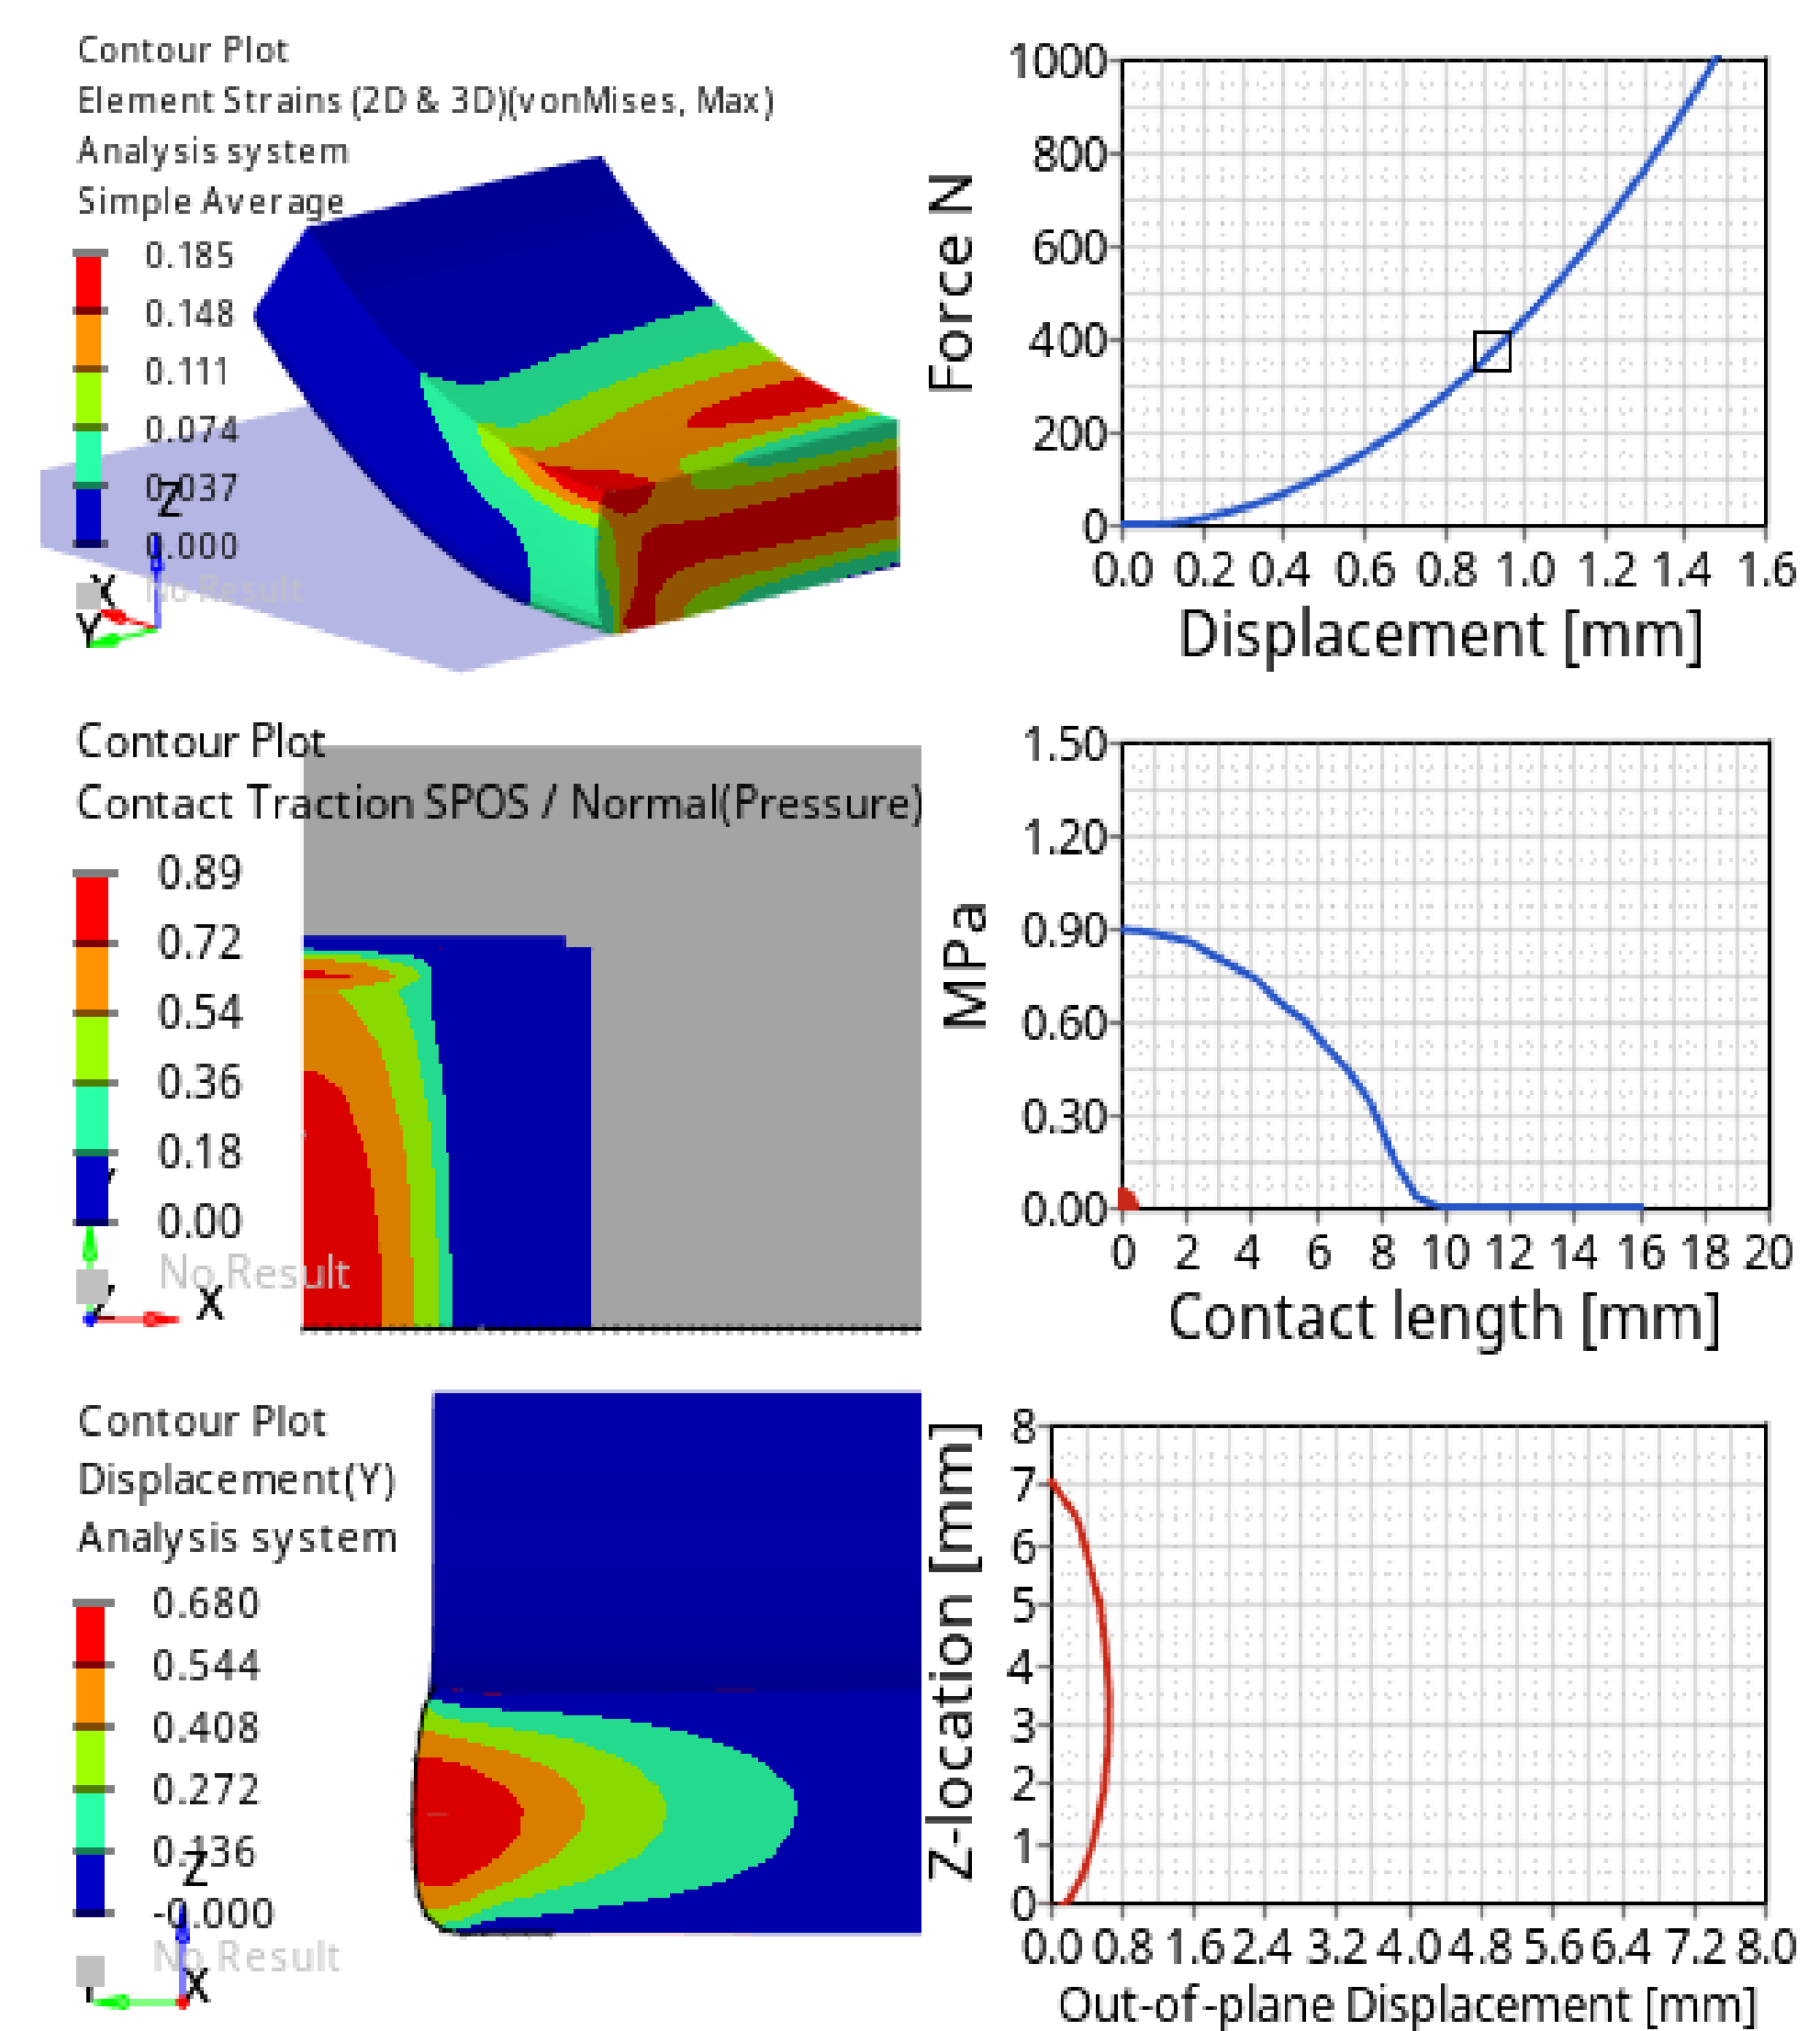 Contour Plot
Element Strains (2D & 3D)(vonMises, Max)
Analysis system
Simple Average
0.185
0.148
0.111
0.074
0.037
0.000
No Result
Z
X
Y
Force N
1000
800
600
400
200
0
0.0 0.2 0.4 0.6 0.8 1.0 1.2 1.4 1.6
Displacement [mm]
Contour Plot
Contact Traction SPOS / Normal(Pressure)
0.89
0.72
0.54
0.36
0.18
0.00
No Result
X
MPa
1.50
1.20
0.90
0.60
0.30
0.00
0 2 4 6 8 10 12 14 16 18 20
Contact length [mm]
Contour Plot
Displacement(Y)
Analysis system
0.680
0.544
0.408
0.272
0.136
-0.000
No Result
Z
X
Z-location [mm]
8
7
6
5
4
3
2
1
0
0.0 0.8 1.6 2.4 3.2 4.0 4.8 5.6 6.4 7.2 8.0
Out-of-plane Displacement [mm]